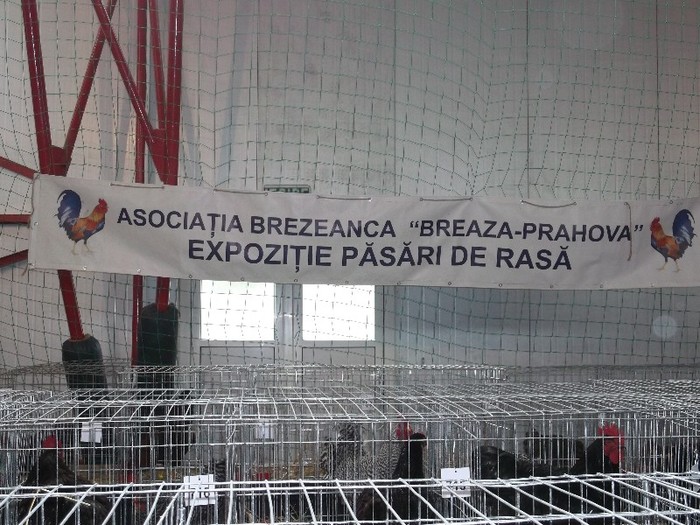 ASOCIAȚIA BREZEANCA “BREAZA-PRAHOVA”
EXPOZIȚIE PĂSĂRI DE RASĂ